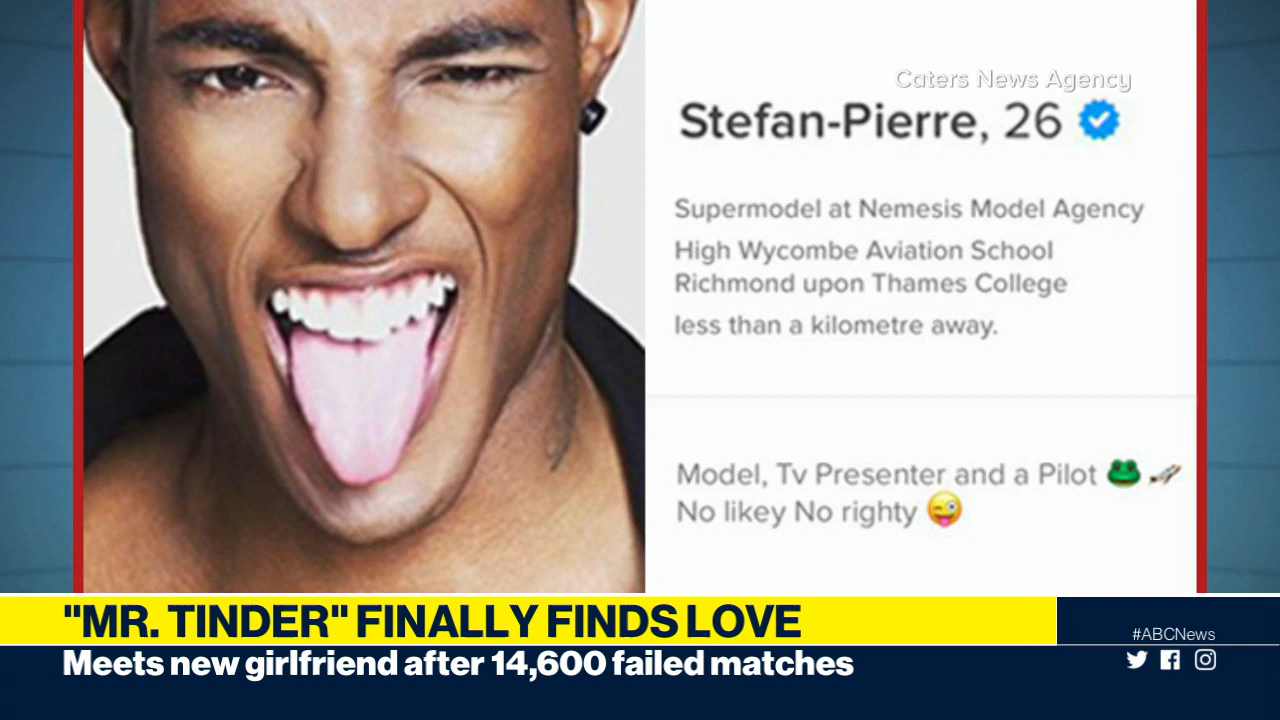 Caters News Agency
Stefan-Pierre, 26
Supermodel at Nemesis Model Agency
High Wycombe Aviation School
Richmond upon Thames College
less than a kilometre away.
Model, Tv Presenter and a Pilot 🐸 🚀
No likey No righty 😜
"MR. TINDER" FINALLY FINDS LOVE
#ABCNews
Meets new girlfriend after 14,600 failed matches